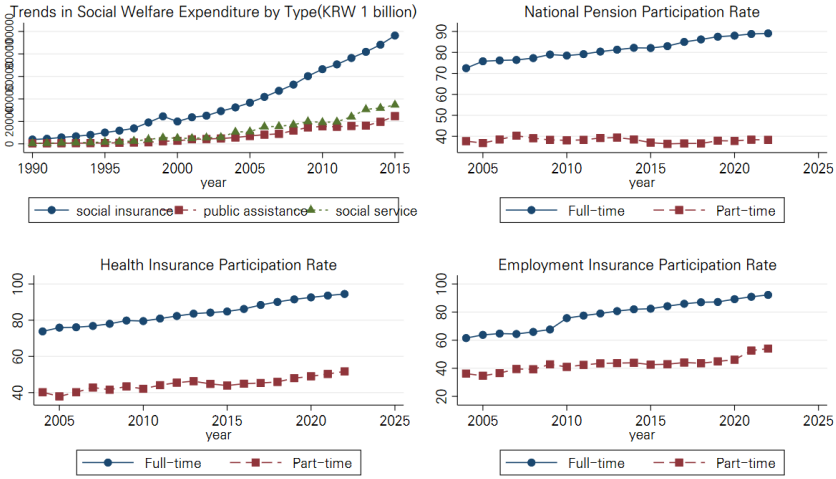 Trends in Social Welfare Expenditure by Type(KRW 1 billion)
0
1990 1995 2000 2005 2010 2015
year
social insurance public assistance social service
National Pension Participation Rate
90
80
70
60
50
40
2005 2010 2015 2020 2025
year
Full-time Part-time
Health Insurance Participation Rate
100
80
60
40
2005 2010 2015 2020 2025
year
Full-time Part-time
Employment Insurance Participation Rate
100
80
60
40
20
2005 2010 2015 2020 2025
year
Full-time Part-time